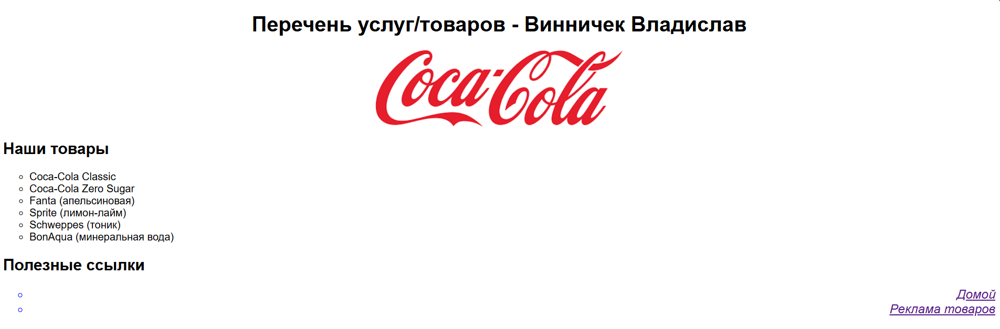 Перечень услуг/товаров - Винничек Владислав
Coca-Cola
Наши товары
Coca-Cola Classic
Coca-Cola Zero Sugar
Fanta (апельсиновая)
Sprite (лимон-лайм)
Schweppes (тоник)
BonAqua (минеральная вода)
Полезные ссылки
Домой
Реклама товаров